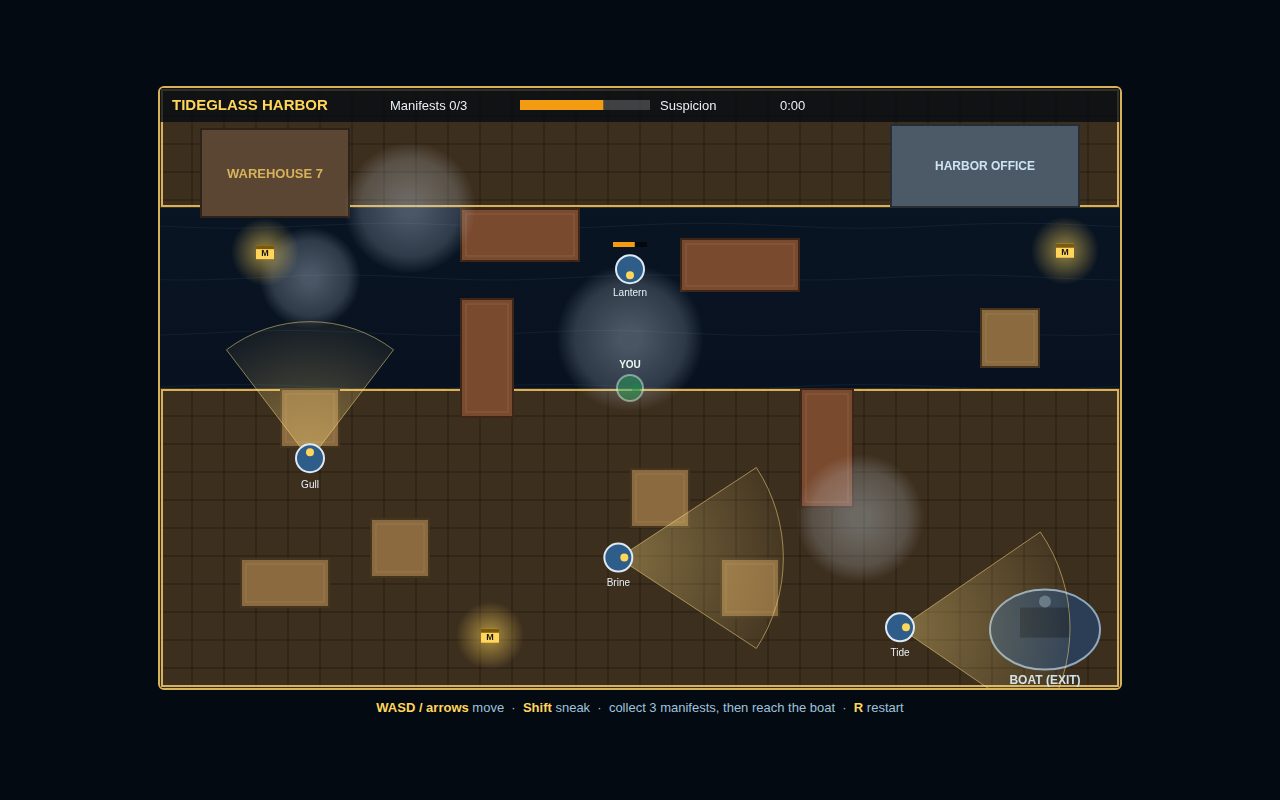 TIDEGLASS HARBOR Manifests 0/3 Suspicion 0:00
WAREHOUSE 7
HARBOR OFFICE
M
M
Lantern
YOU
Gull
Brine
M
Tide
BOAT (EXIT)
WASD / arrows move · Shift sneak · collect 3 manifests, then reach the boat · R restart